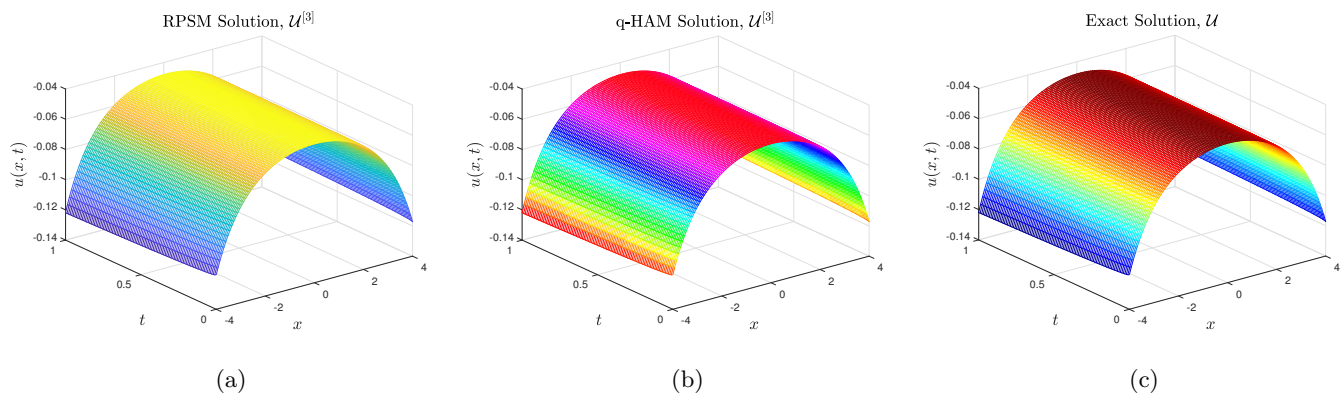 RPSM Solution, 𝒰^[3]
-0.04
-0.06
-0.08
-0.1
-0.12
-0.14
u(x, t)
1
0.5
0
t
-4
-2
0
2
4
x
(a)
q-HAM Solution, 𝒰^[3]
-0.04
-0.06
-0.08
-0.1
-0.12
-0.14
u(x, t)
1
0.5
0
t
-4
-2
0
2
4
x
(b)
Exact Solution, 𝒰
-0.04
-0.06
-0.08
-0.1
-0.12
-0.14
u(x, t)
1
0.5
0
t
-4
-2
0
2
4
x
(c)